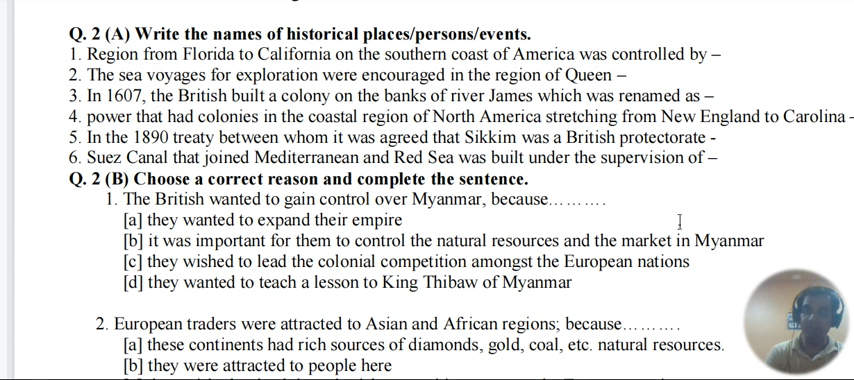 Q. 2 (A) Write the names of historical places/persons/events.
1. Region from Florida to California on the southern coast of America was controlled by –
2. The sea voyages for exploration were encouraged in the region of Queen –
3. In 1607, the British built a colony on the banks of river James which was renamed as –
4. power that had colonies in the coastal region of North America stretching from New England to Carolina -
5. In the 1890 treaty between whom it was agreed that Sikkim was a British protectorate -
6. Suez Canal that joined Mediterranean and Red Sea was built under the supervision of –
Q. 2 (B) Choose a correct reason and complete the sentence.
1. The British wanted to gain control over Myanmar, because……….
[a] they wanted to expand their empire
[b] it was important for them to control the natural resources and the market in Myanmar
[c] they wished to lead the colonial competition amongst the European nations
[d] they wanted to teach a lesson to King Thibaw of Myanmar
2. European traders were attracted to Asian and African regions; because……….
[a] these continents had rich sources of diamonds, gold, coal, etc. natural resources.
[b] they were attracted to people here